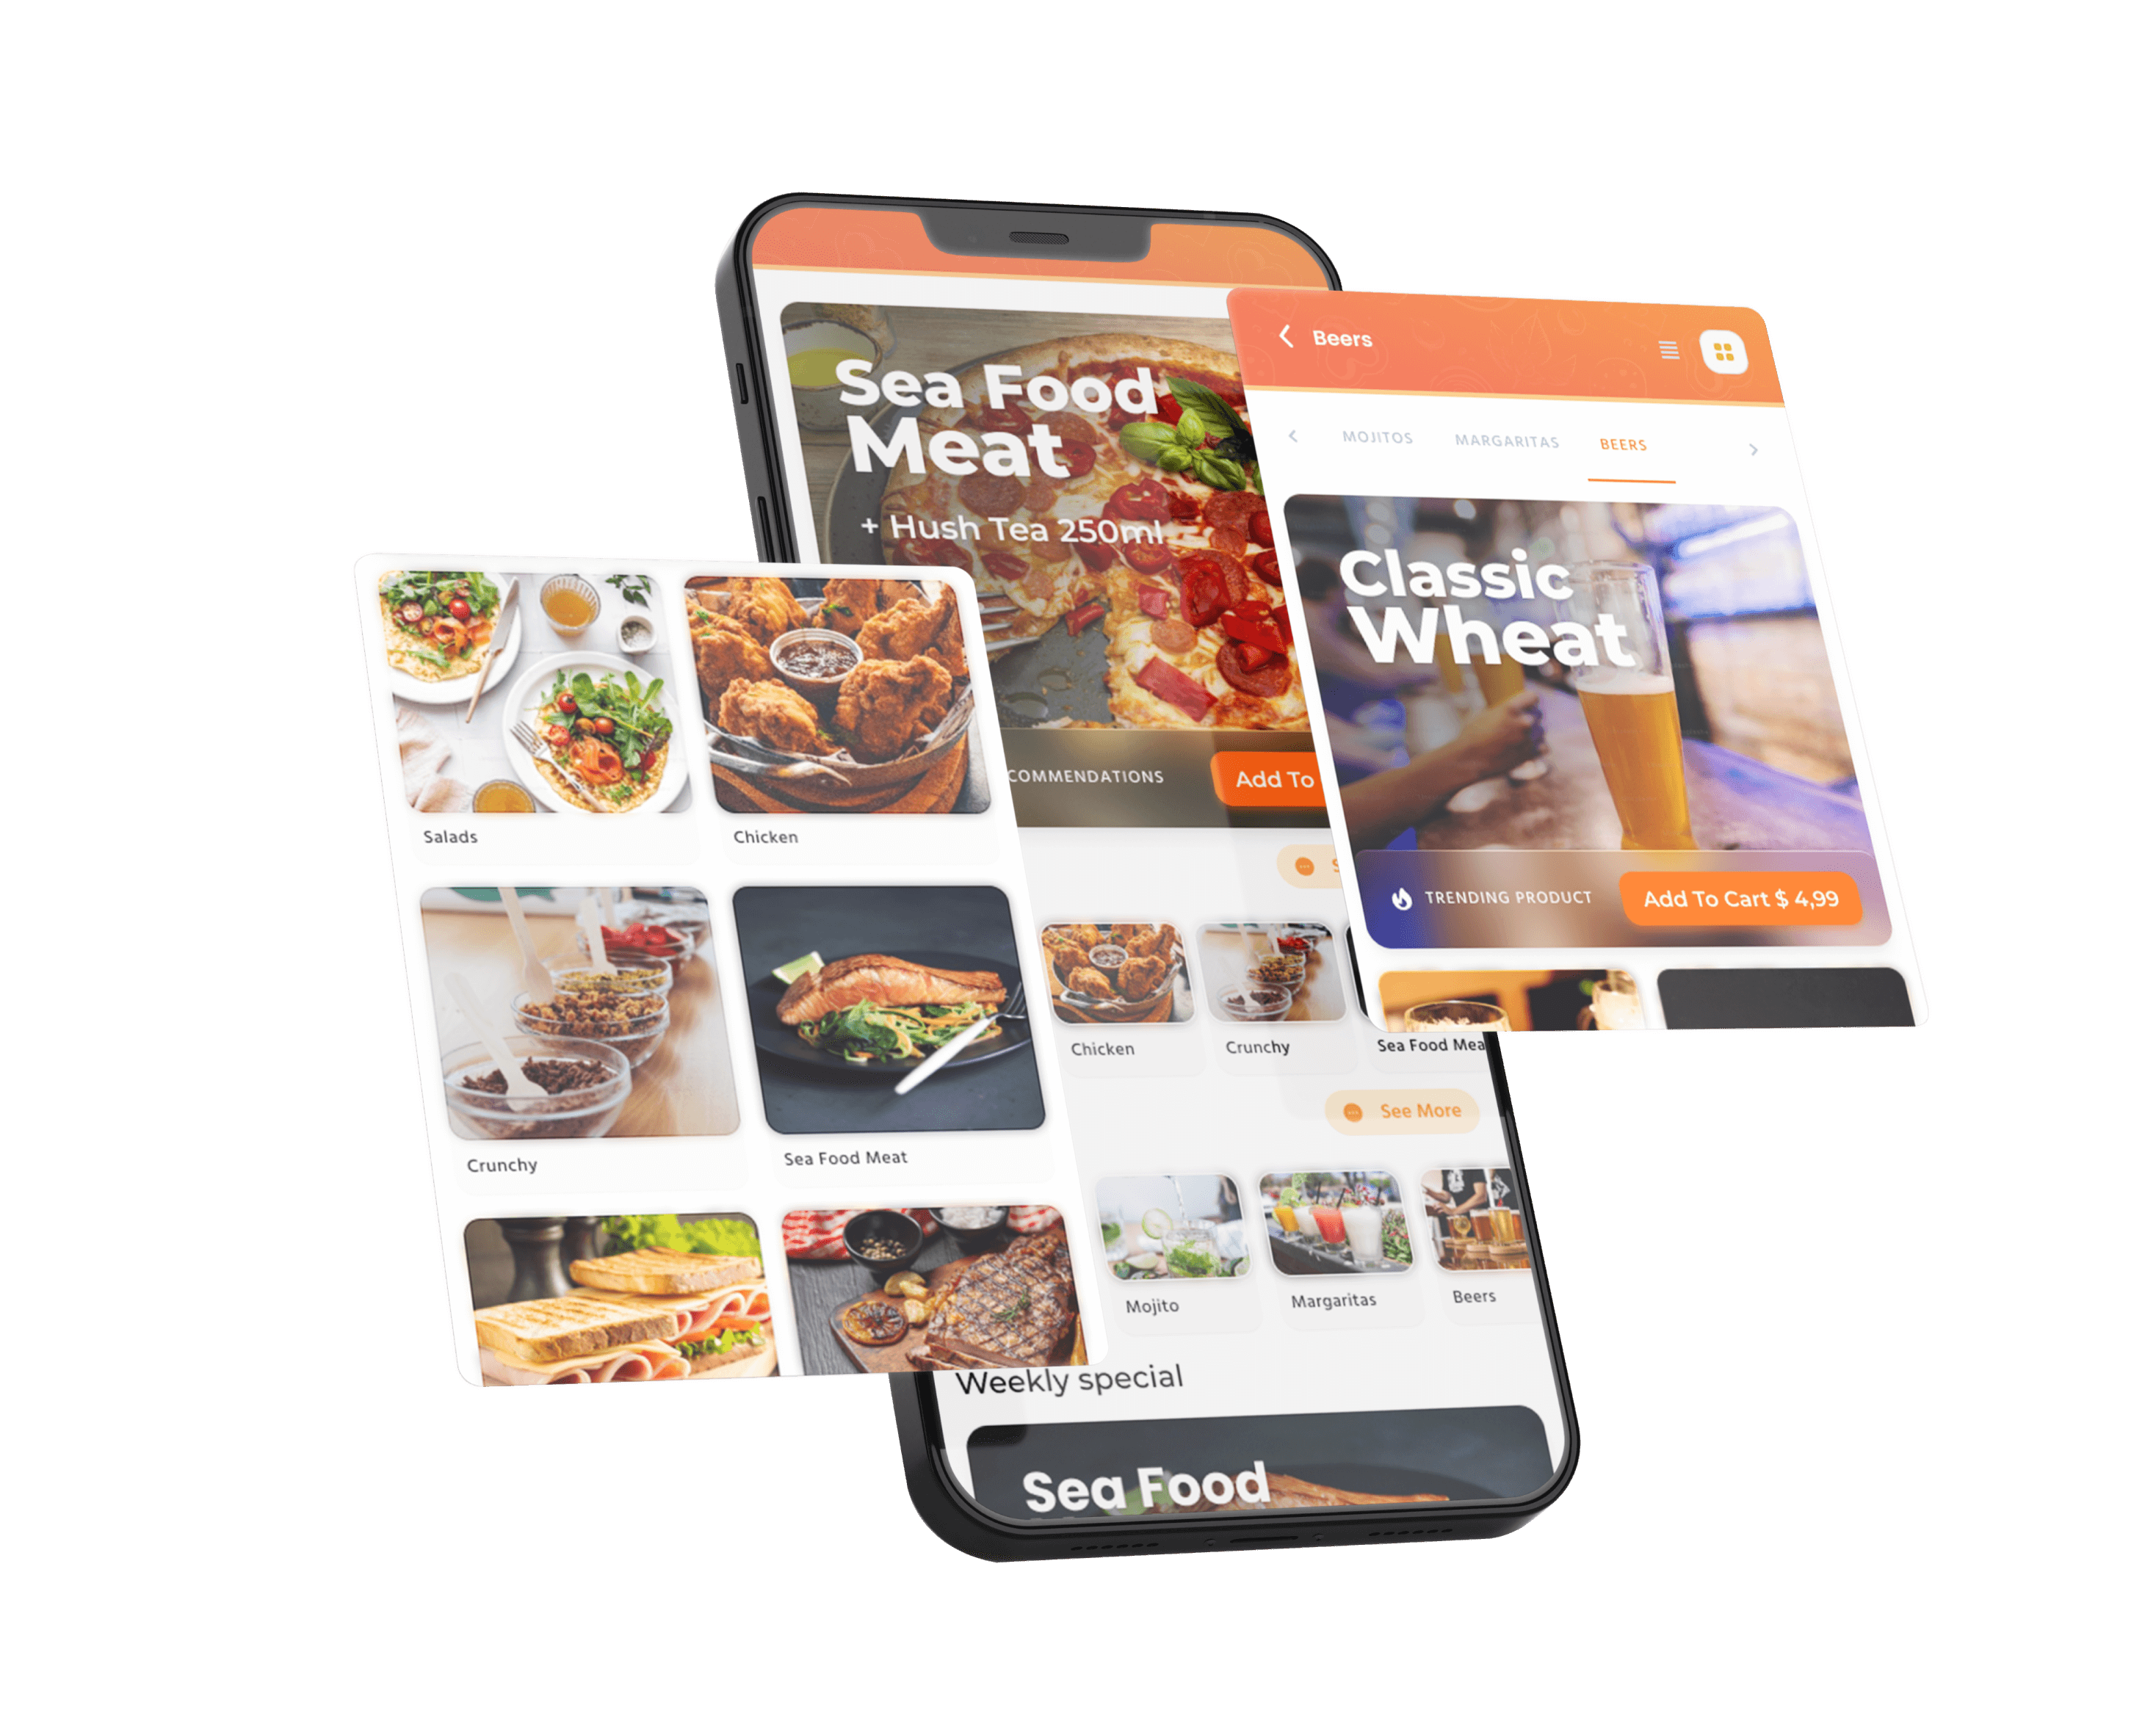 Sea Food
Meat
+ Hush Tea 250ml
COMMENDATIONS
Add To
Chicken
Crunchy
Sea Food Mea
See More
Mojito
Margaritas
Beers
Weekly special
Sea Food
Salads
Chicken
Crunchy
Sea Food Meat
Beers
MOJITOS
MARGARITAS
BEERS
Classic
Wheat
TRENDING PRODUCT
Add To Cart $ 4,99